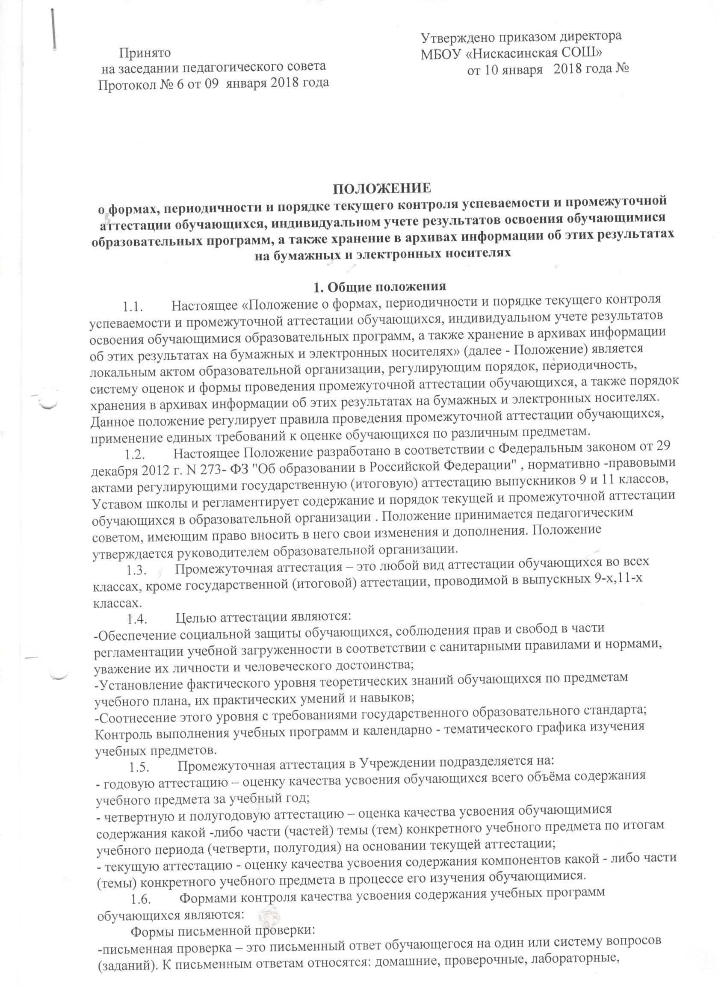 Принято
на заседании педагогического совета
Протокол № 6 от 09 января 2018 года
Утверждено приказом директора
МБОУ «Нискасинская СОШ»
от 10 января 2018 года №
ПОЛОЖЕНИЕ
о формах, периодичности и порядке текущего контроля успеваемости и промежуточной
аттестации обучающихся, индивидуальном учете результатов освоения обучающимися
образовательных программ, а также хранение в архивах информации об этих результатах
на бумажных и электронных носителях
1. Общие положения
1.1. Настоящее «Положение о формах, периодичности и порядке текущего контроля
успеваемости и промежуточной аттестации обучающихся, индивидуальном учете результатов
освоения обучающимися образовательных программ, а также хранение в архивах информации
об этих результатах на бумажных и электронных носителях» (далее - Положение) является
локальным актом образовательной организации, регулирующим порядок, периодичность,
систему оценок и формы проведения промежуточной аттестации обучающихся, а также порядок
хранения в архивах информации об этих результатах на бумажных и электронных носителях.
Данное положение регулирует правила проведения промежуточной аттестации обучающихся,
применение единых требований к оценке обучающихся по различным предметам.
1.2. Настоящее Положение разработано в соответствии с Федеральным законом от 29
декабря 2012 г. N 273- ФЗ "Об образовании в Российской Федерации" , нормативно -правовыми
актами регулирующими государственную (итоговую) аттестацию выпускников 9 и 11 классов,
Уставом школы и регламентирует содержание и порядок текущей и промежуточной аттестации
обучающихся в образовательной организации . Положение принимается педагогическим
советом, имеющим право вносить в него свои изменения и дополнения. Положение
утверждается руководителем образовательной организации.
1.3. Промежуточная аттестация – это любой вид аттестации обучающихся во всех
классах, кроме государственной (итоговой) аттестации, проводимой в выпускных 9-х,11-х
классах.
1.4. Целью аттестации являются:
-Обеспечение социальной защиты обучающихся, соблюдения прав и свобод в части
регламентации учебной загруженности в соответствии с санитарными правилами и нормами,
уважение их личности и человеческого достоинства;
-Установление фактического уровня теоретических знаний обучающихся по предметам
учебного плана, их практических умений и навыков;
-Соотнесение этого уровня с требованиями государственного образовательного стандарта;
Контроль выполнения учебных программ и календарно - тематического графика изучения
учебных предметов.
1.5. Промежуточная аттестация в Учреждении подразделяется на:
- годовую аттестацию – оценку качества усвоения обучающихся всего объёма содержания
учебного предмета за учебный год;
- четвертную и полугодовую аттестацию – оценка качества усвоения обучающимися
содержания какой -либо части (частей) темы (тем) конкретного учебного предмета по итогам
учебного периода (четверти, полугодия) на основании текущей аттестации;
- текущую аттестацию - оценку качества усвоения содержания компонентов какой - либо части
(темы) конкретного учебного предмета в процессе его изучения обучающимися.
1.6. Формами контроля качества усвоения содержания учебных программ
обучающихся являются:
Формы письменной проверки:
-письменная проверка – это письменный ответ обучающегося на один или систему вопросов
(заданий). К письменным ответам относятся: домашние, проверочные, лабораторные,